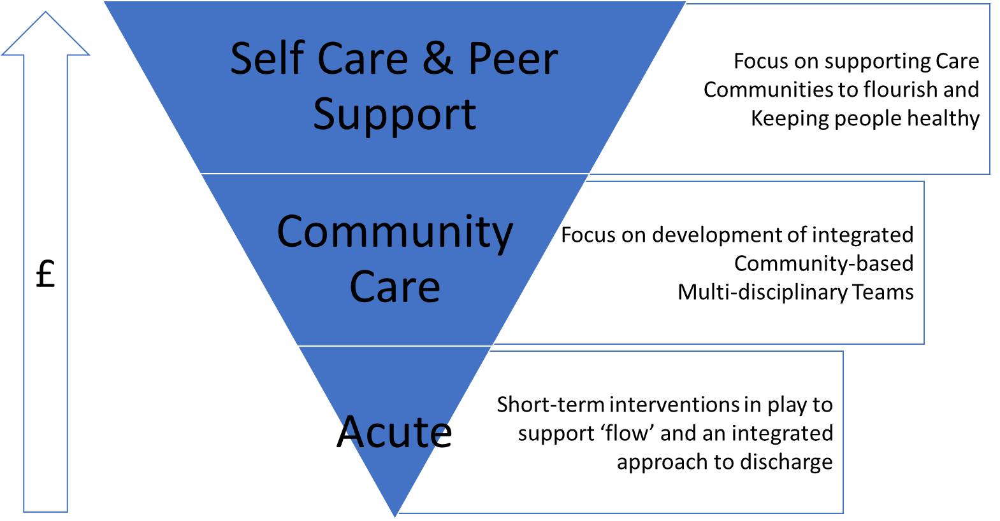 £
Self Care & Peer
Support
Focus on supporting Care
Communities to flourish and
Keeping people healthy
Community
Care
Focus on development of integrated
Community-based
Multi-disciplinary Teams
Acute
Short-term interventions in play to
support ‘flow’ and an integrated
approach to discharge